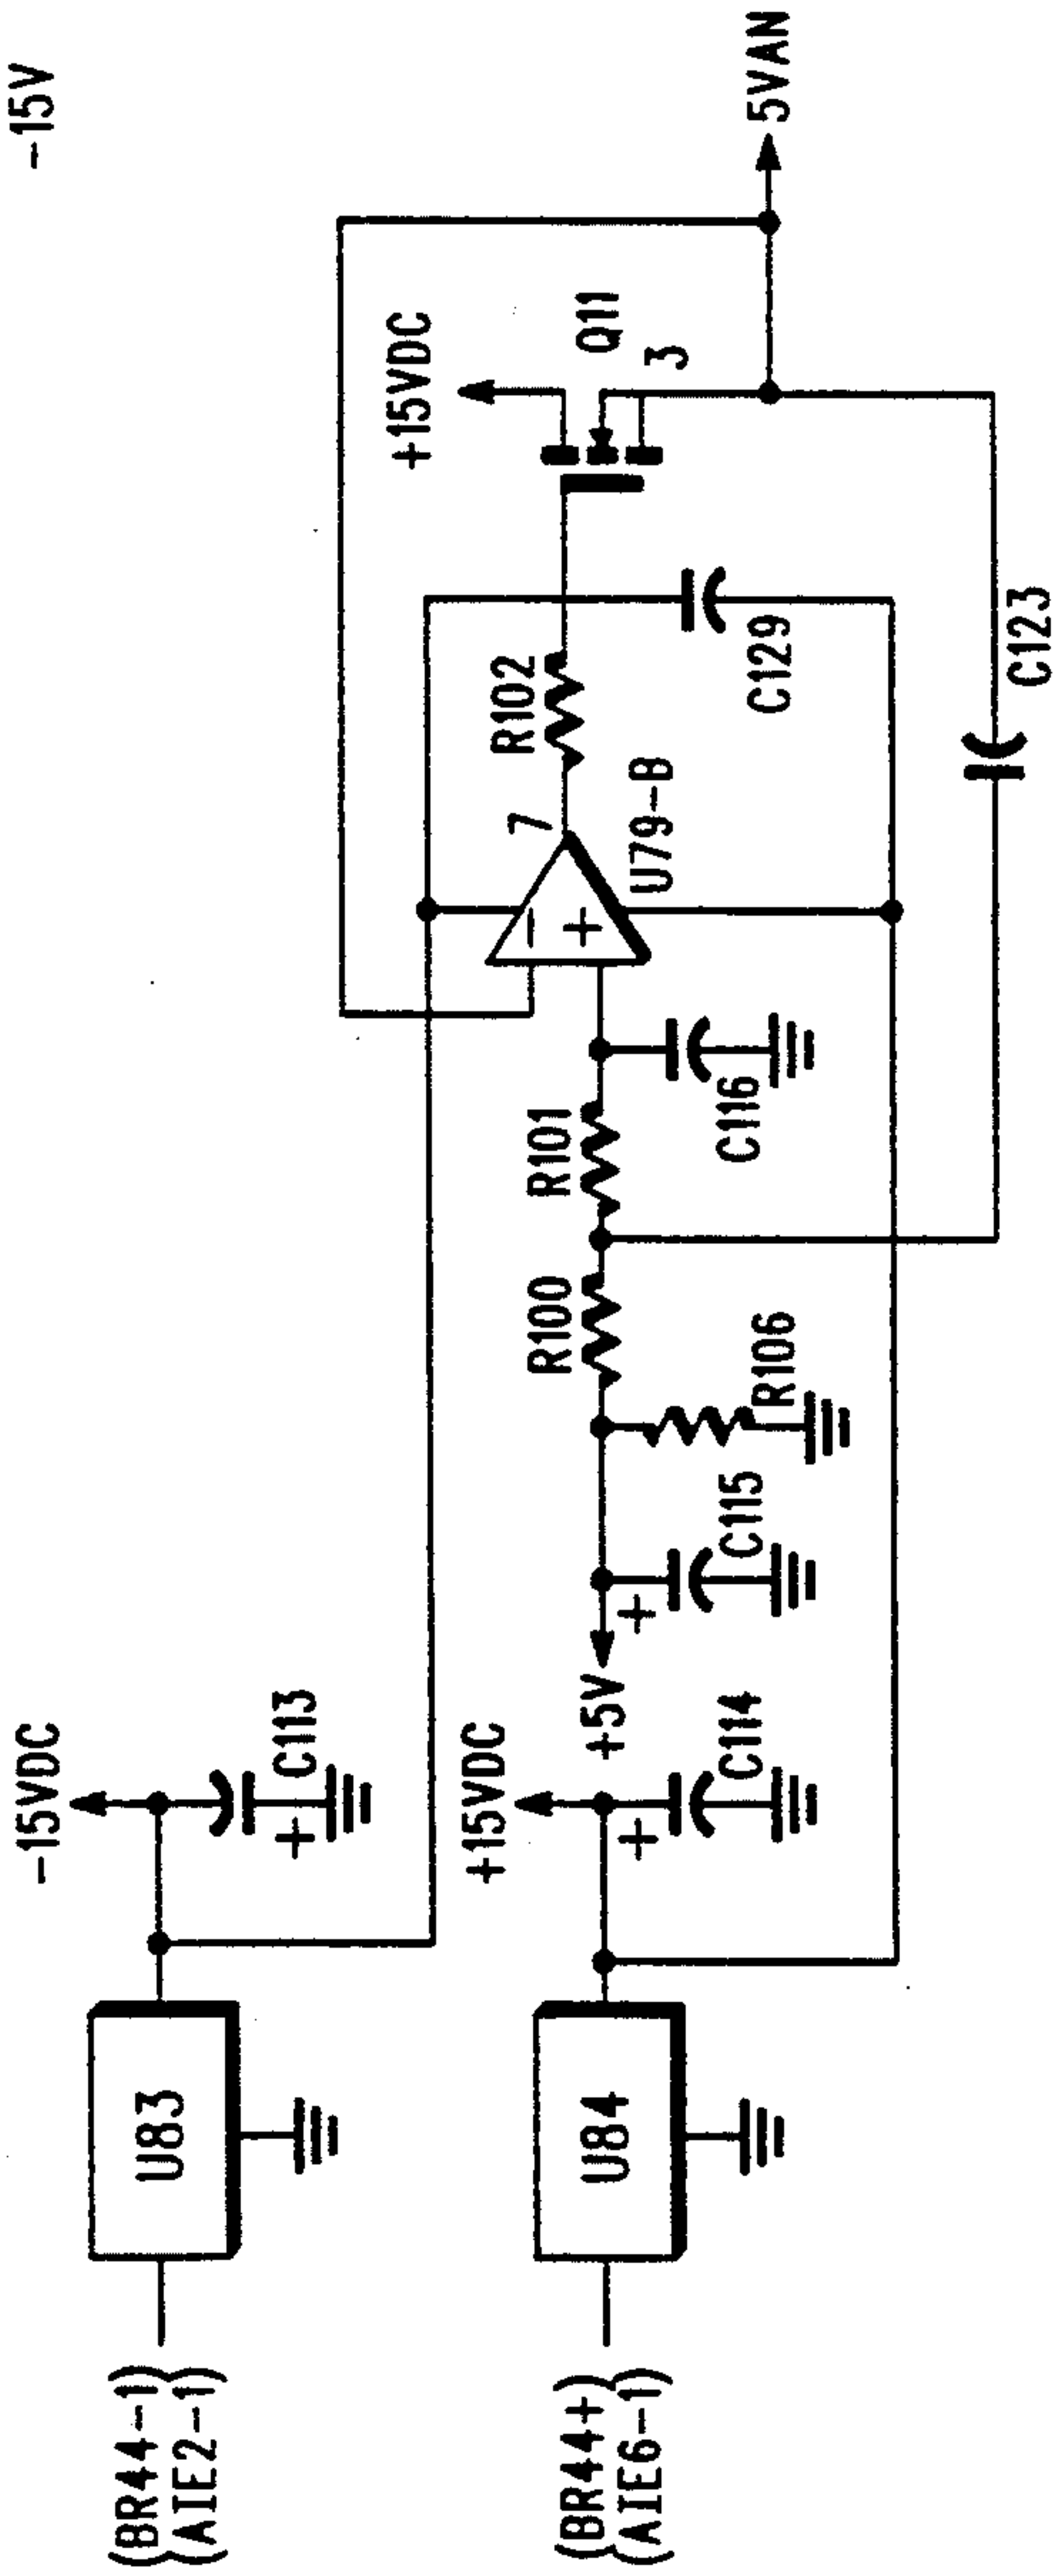 -15V
(BR44-1)
(AIE2-1)
U83
-15VDC
+
C113
(BR44+)
(AIE6-1)
U84
+15VDC
+
C114
+5V
+
C115
R106
R100
R101
C116
-
+
7
U79-B
R102
C129
+15VDC
Q11
3
5VAN
C123